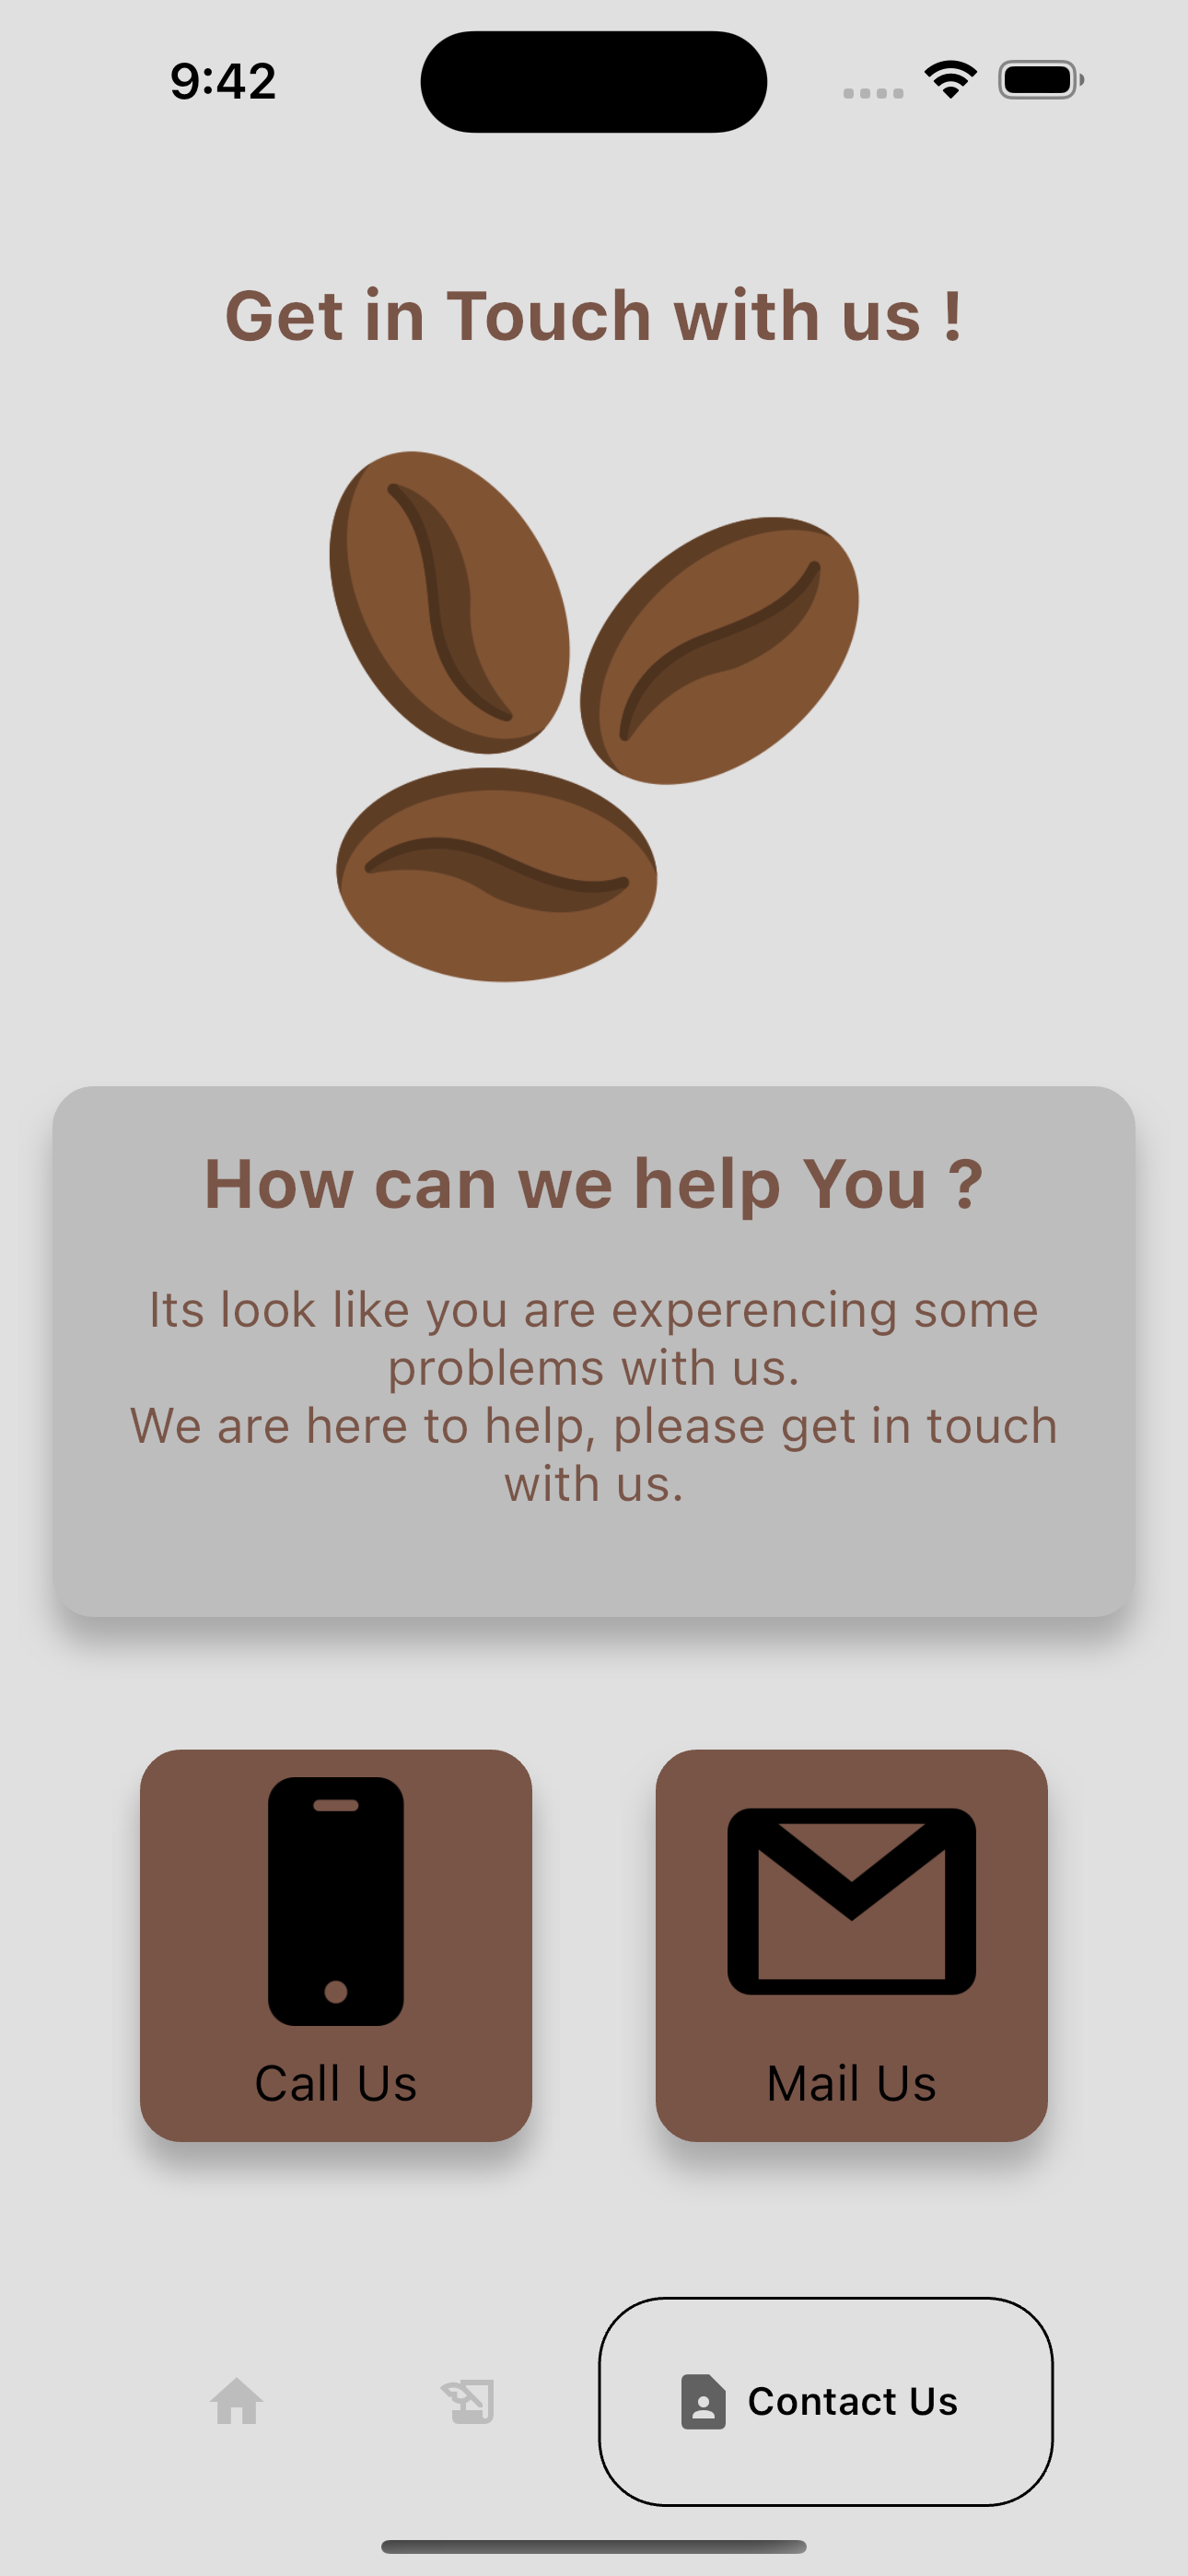 9:42
Get in Touch with us !
How can we help You ?
Its look like you are experencing some
problems with us.
We are here to help, please get in touch
with us.
Call Us
Mail Us
Contact Us